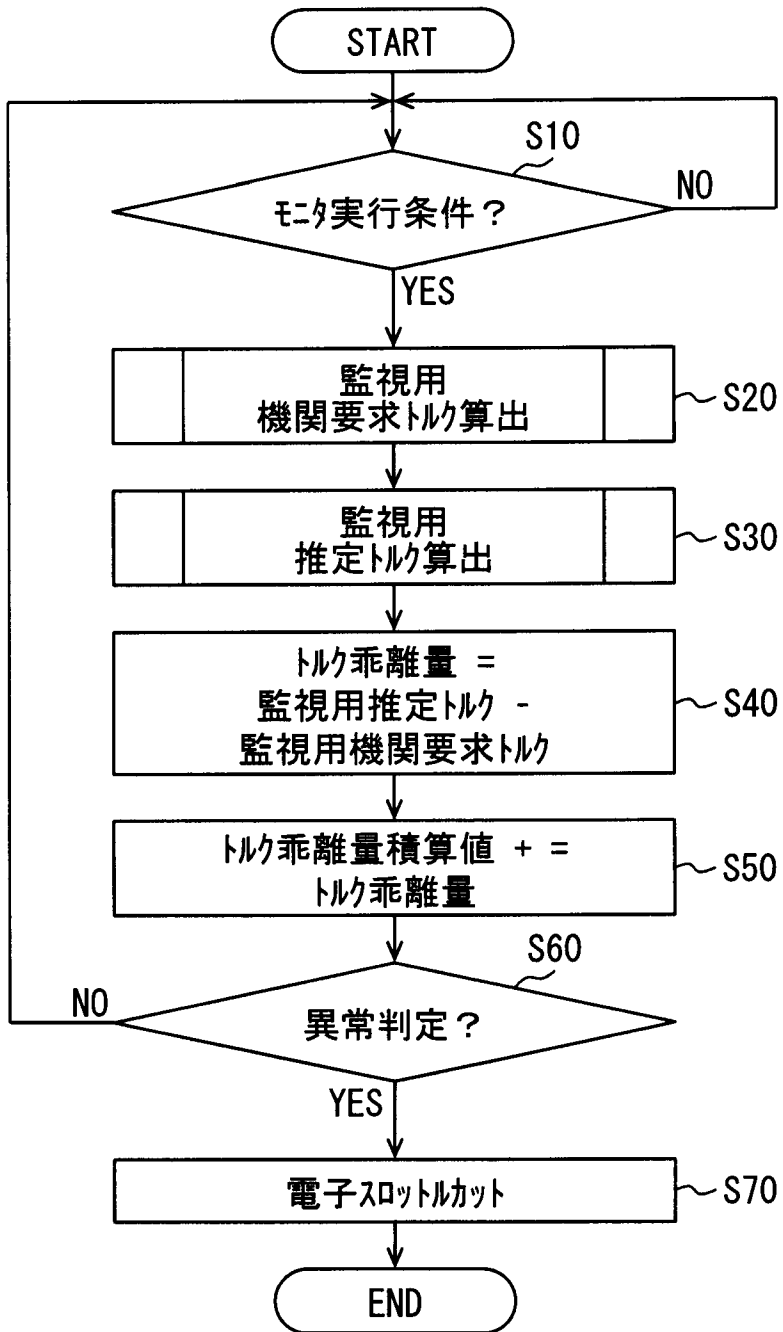 START
S10
モニタ実行条件？
NO
YES
監視用
機関要求トルク算出
S20
監視用
推定トルク算出
S30
トルク乖離量 =
監視用推定トルク -
監視用機関要求トルク
S40
トルク乖離量積算値 + =
トルク乖離量
S50
S60
NO
異常判定？
YES
電子スロットルカット
S70
END